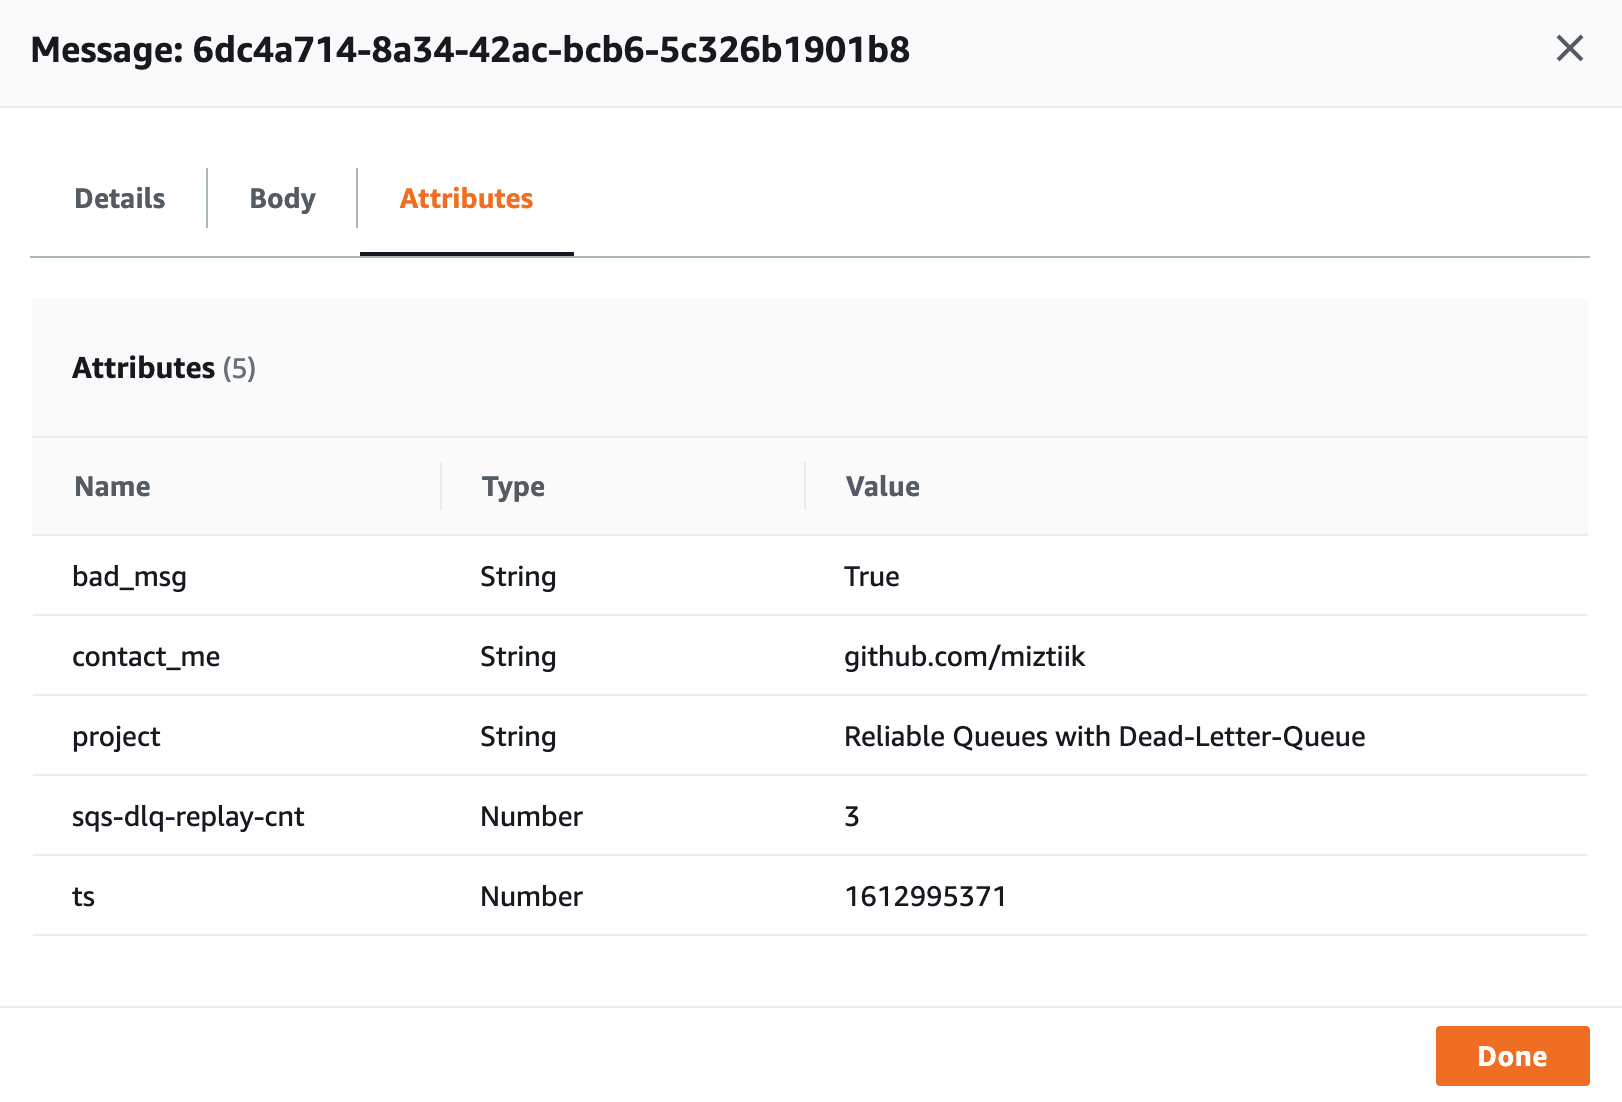 Message: 6dc4a714-8a34-42ac-bcb6-5c326b1901b8
Details Body Attributes
Attributes (5)
Name Type Value
bad_msg String True
contact_me String github.com/miztiik
project String Reliable Queues with Dead-Letter-Queue
sqs-dlq-replay-cnt Number 3
ts Number 1612995371
Done